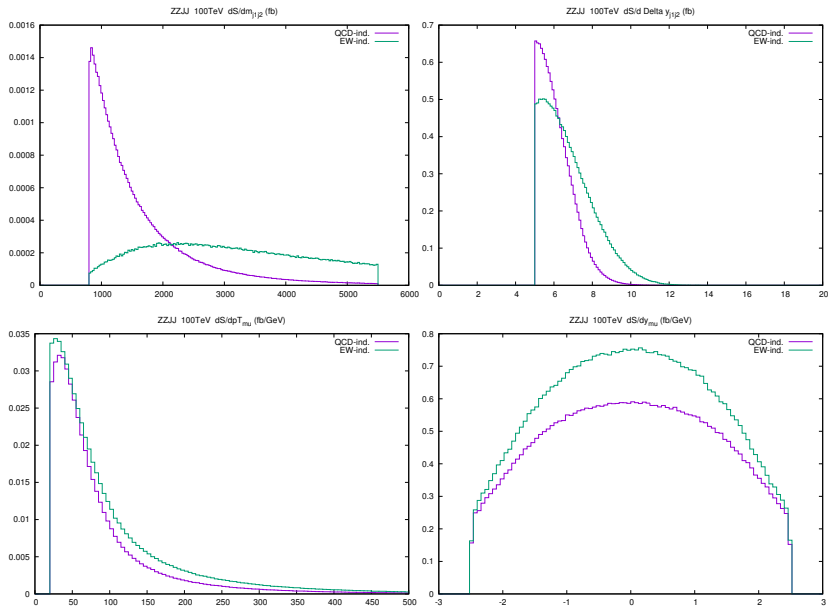 ZZJJ 100TeV dS/dm_j1j2 (fb)
QCD-ind.
EW-ind.
0.0016
0.0014
0.0012
0.001
0.0008
0.0006
0.0004
0.0002
0
0 1000 2000 3000 4000 5000 6000
ZZJJ 100TeV dS/d Delta y_j1j2 (fb)
QCD-ind.
EW-ind.
0.7
0.6
0.5
0.4
0.3
0.2
0.1
0
0 2 4 6 8 10 12 14 16 18 20
ZZJJ 100TeV dS/dpT_mu (fb/GeV)
QCD-ind.
EW-ind.
0.035
0.03
0.025
0.02
0.015
0.01
0.005
0
0 50 100 150 200 250 300 350 400 450 500
ZZJJ 100TeV dS/dy_mu (fb/GeV)
QCD-ind.
EW-ind.
0.8
0.7
0.6
0.5
0.4
0.3
0.2
0.1
0
-3 -2 -1 0 1 2 3